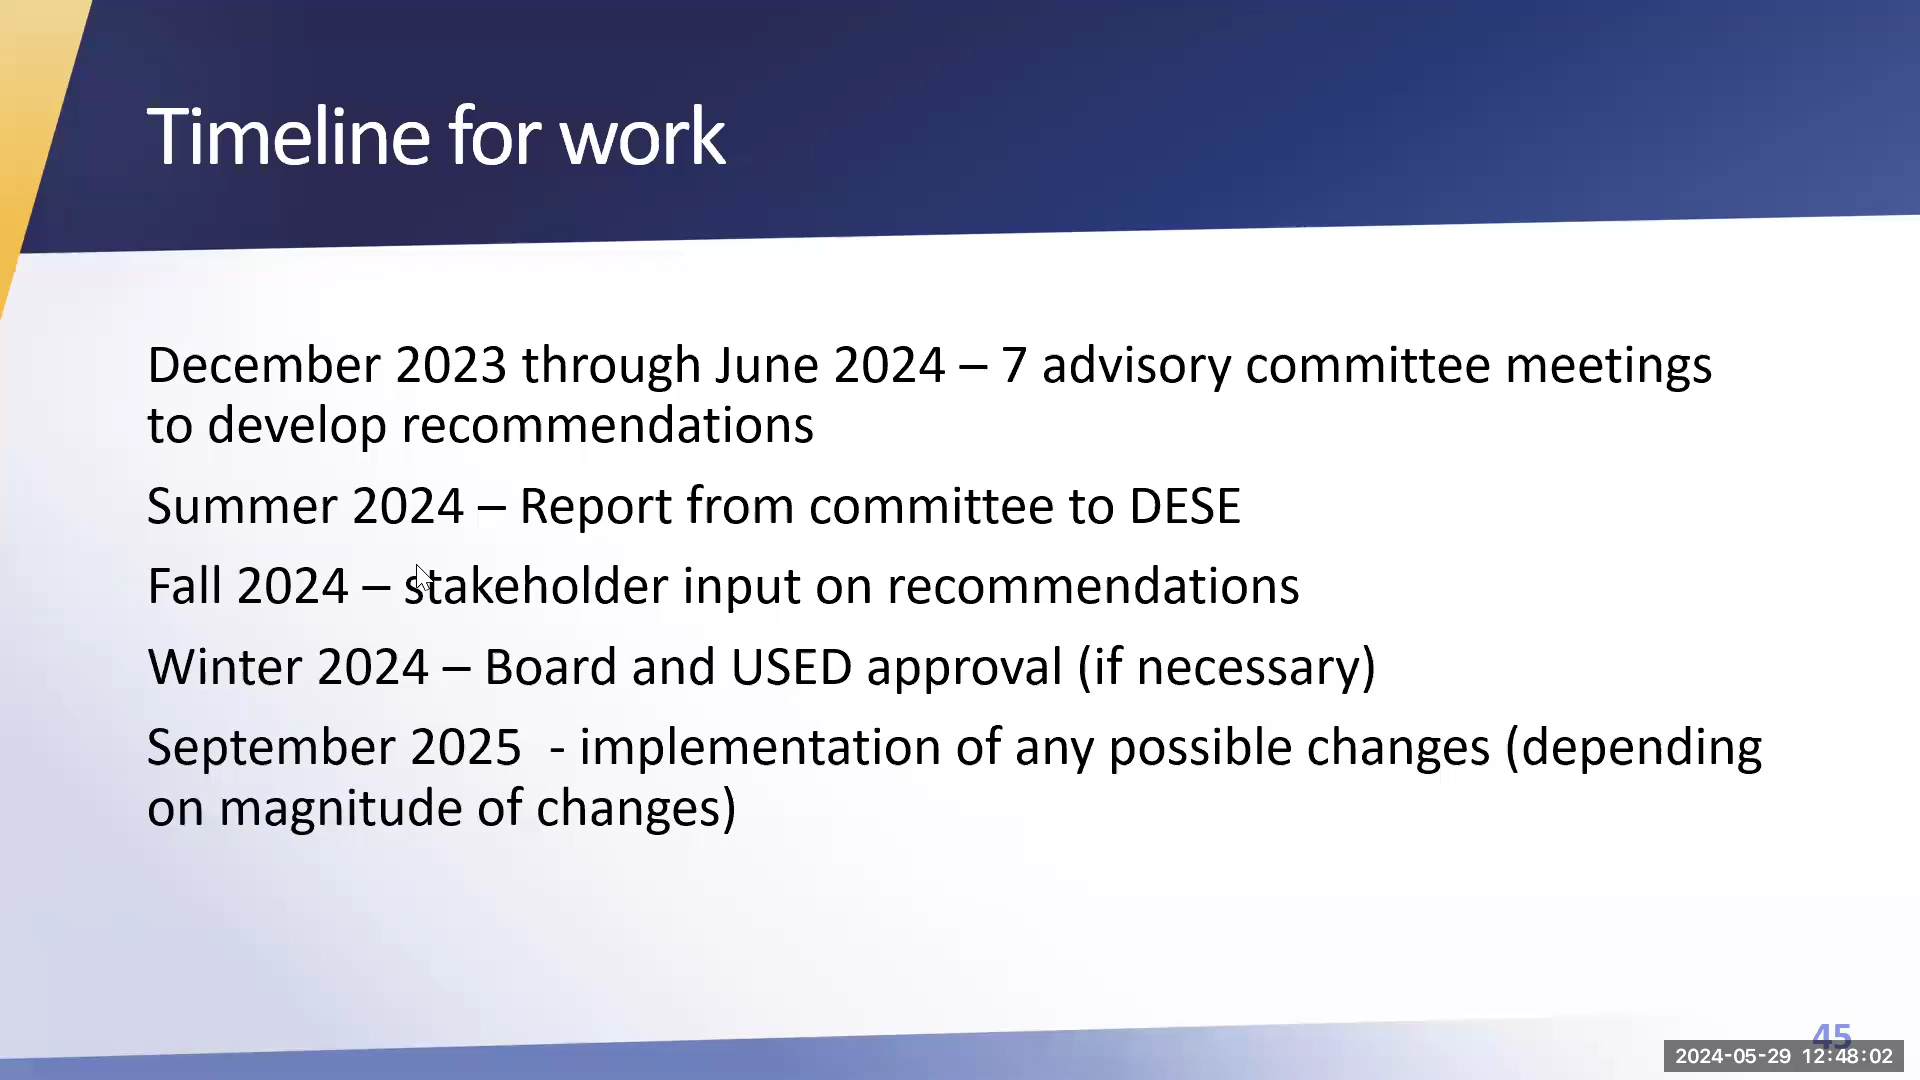 Timeline for work
December 2023 through June 2024 – 7 advisory committee meetings
to develop recommendations
Summer 2024 – Report from committee to DESE
Fall 2024 – stakeholder input on recommendations
Winter 2024 – Board and USED approval (if necessary)
September 2025  - implementation of any possible changes (depending
on magnitude of changes)
45
2024-05-29 12:48:02